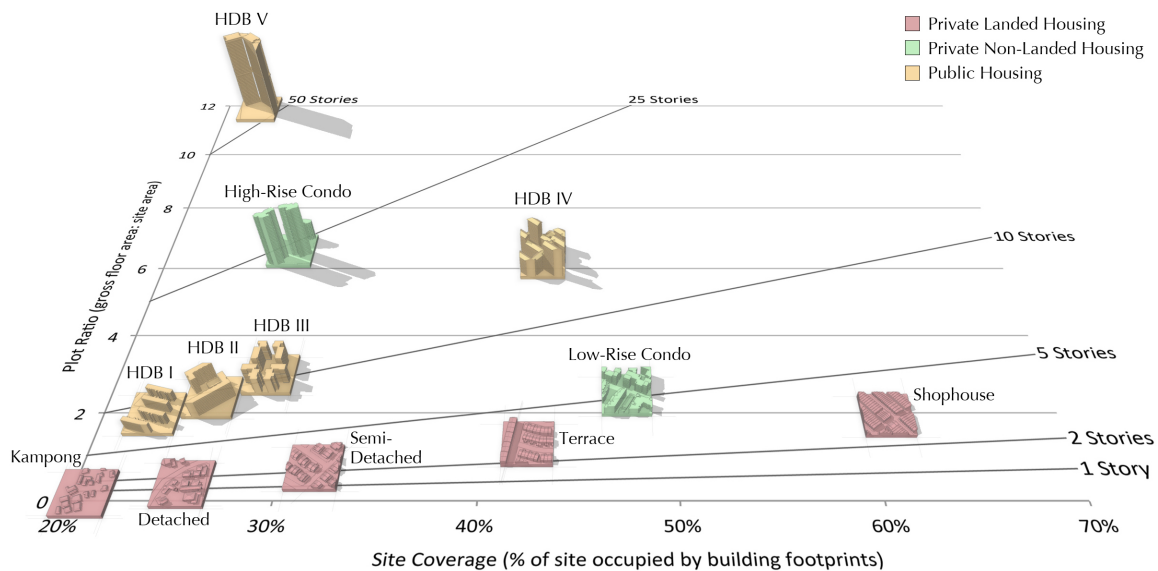 HDB V
Private Landed Housing
Private Non-Landed Housing
Public Housing
50 Stories
25 Stories
12
10
High-Rise Condo
HDB IV
8
10 Stories
6
Plot Ratio (gross floor area: site area)
HDB III
4
HDB II
Low-Rise Condo
5 Stories
HDB I
Shophouse
2
Semi-
Detached
Terrace
2 Stories
Kampong
1 Story
0
Detached
20%
30%
40%
50%
60%
70%
Site Coverage (% of site occupied by building footprints)